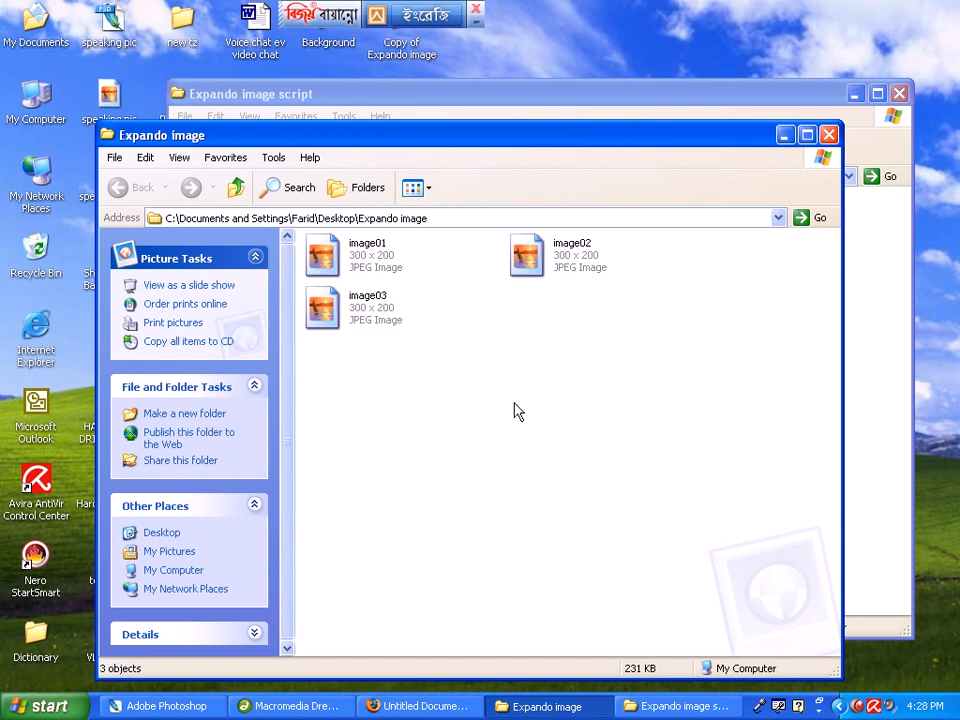 My Documents
speaking pic
new tz
Voice chat ev
video chat
Background
Copy of
Expando image
বিজয় বায়ান্নো
ইংরেজি
My Computer
My Network
Places
Recycle Bin
Internet
Explorer
Microsoft
Outlook
Avira AntiVir
Control Center
Nero
StartSmart
Dictionary
Expando image script
File Edit View Favorites Tools Help
Go
Expando image
File Edit View Favorites Tools Help
Back
Search
Folders
Address
C:\Documents and Settings\Farid\Desktop\Expando image
Go
Picture Tasks
View as a slide show
Order prints online
Print pictures
Copy all items to CD
File and Folder Tasks
Make a new folder
Publish this folder to
the Web
Share this folder
Other Places
Desktop
My Pictures
My Computer
My Network Places
Details
image01
300 x 200
JPEG Image
image02
300 x 200
JPEG Image
image03
300 x 200
JPEG Image
3 objects
231 KB
My Computer
start
Adobe Photoshop
Macromedia Dre...
Untitled Docume...
Expando image
Expando image s...
4:28 PM